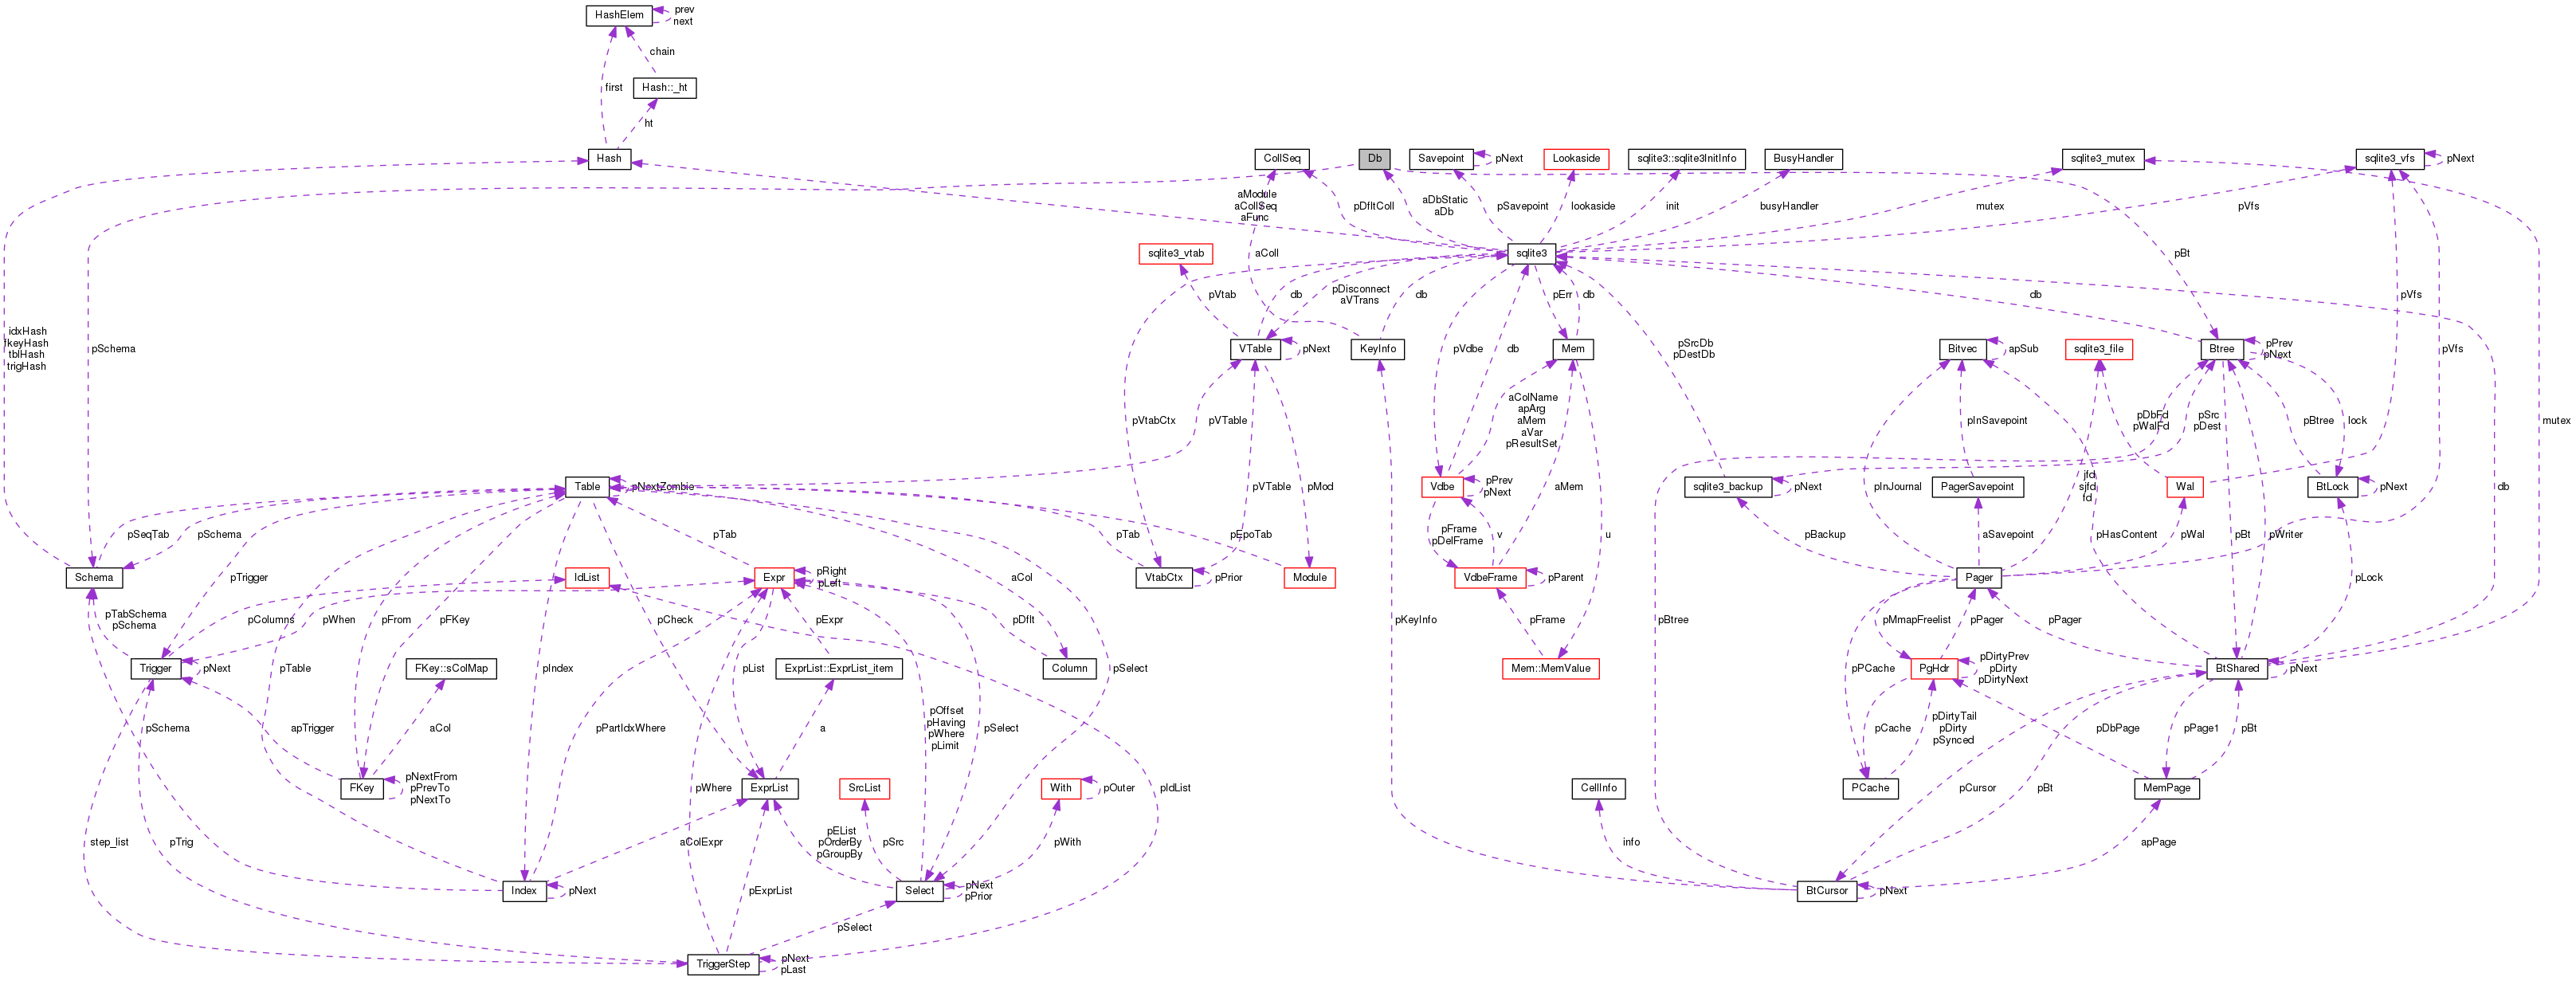 HashElem
prev
next
chain
Hash::_ht
first
ht
Hash
CollSeq
Db
Savepoint
pNext
Lookaside
sqlite3::sqlite3InitInfo
BusyHandler
sqlite3_mutex
sqlite3_vfs
pNext
aModule
aCollSeq
aFunc
pDfltColl
aDbStatic
aDb
pSavepoint
lookaside
init
busyHandler
mutex
pVfs
sqlite3_vtab
aColl
sqlite3
pBt
idxHash
fkeyHash
tblHash
trigHash
pSchema
pVtab
db
pDisconnect
aVTrans
db
pErr
db
db
pVfs
VTable
pNext
KeyInfo
pVdbe
db
Mem
pSrcDb
pDestDb
Bitvec
apSub
sqlite3_file
pVfs
Btree
pPrev
pNext
pVtabCtx
pVTable
aColName
apArg
aMem
aVar
pResultSet
pInSavepoint
pDbFd
pWalFd
pSrc
pDest
pBtree
lock
mutex
Table
pNextZombie
pVTable
pMod
Vdbe
pPrev
pNext
aMem
sqlite3_backup
pNext
PagerSavepoint
pInJournal
jfd
sjfd
fd
Wal
BtLock
pNext
db
pSeqTab
pSchema
pTab
pTab
pEpoTab
pFrame
pDelFrame
v
u
pBackup
aSavepoint
pWal
pHasContent
pBt
pWriter
Schema
pTrigger
IdList
Expr
pRight
pLeft
aCol
VtabCtx
pPrior
Module
VdbeFrame
pParent
Pager
pLock
pTabSchema
pSchema
pColumns
pWhen
pFrom
pFKey
pCheck
pExpr
pDflt
pKeyInfo
pFrame
pBtree
pMmapFreelist
pPager
pPager
Trigger
pNext
FKey::sColMap
pTable
pIndex
pList
ExprList::ExprList_item
Column
pSelect
Mem::MemValue
pPCache
PgHdr
pDirtyPrev
pDirty
pDirtyNext
BtShared
pNext
pSchema
apTrigger
aCol
pPartIdxWhere
a
pOffset
pHaving
pWhere
pLimit
pSelect
pCache
pDirtyTail
pDirty
pSynced
pDbPage
pPage1
pBt
FKey
pNextFrom
pPrevTo
pNextTo
pWhere
ExprList
SrcList
With
pOuter
pIdList
CellInfo
PCache
pCursor
pBt
MemPage
step_list
pTrig
aColExpr
pEList
pOrderBy
pGroupBy
pSrc
pWith
info
apPage
Index
pNext
pExprList
Select
pNext
pPrior
BtCursor
pNext
pSelect
TriggerStep
pNext
pLast